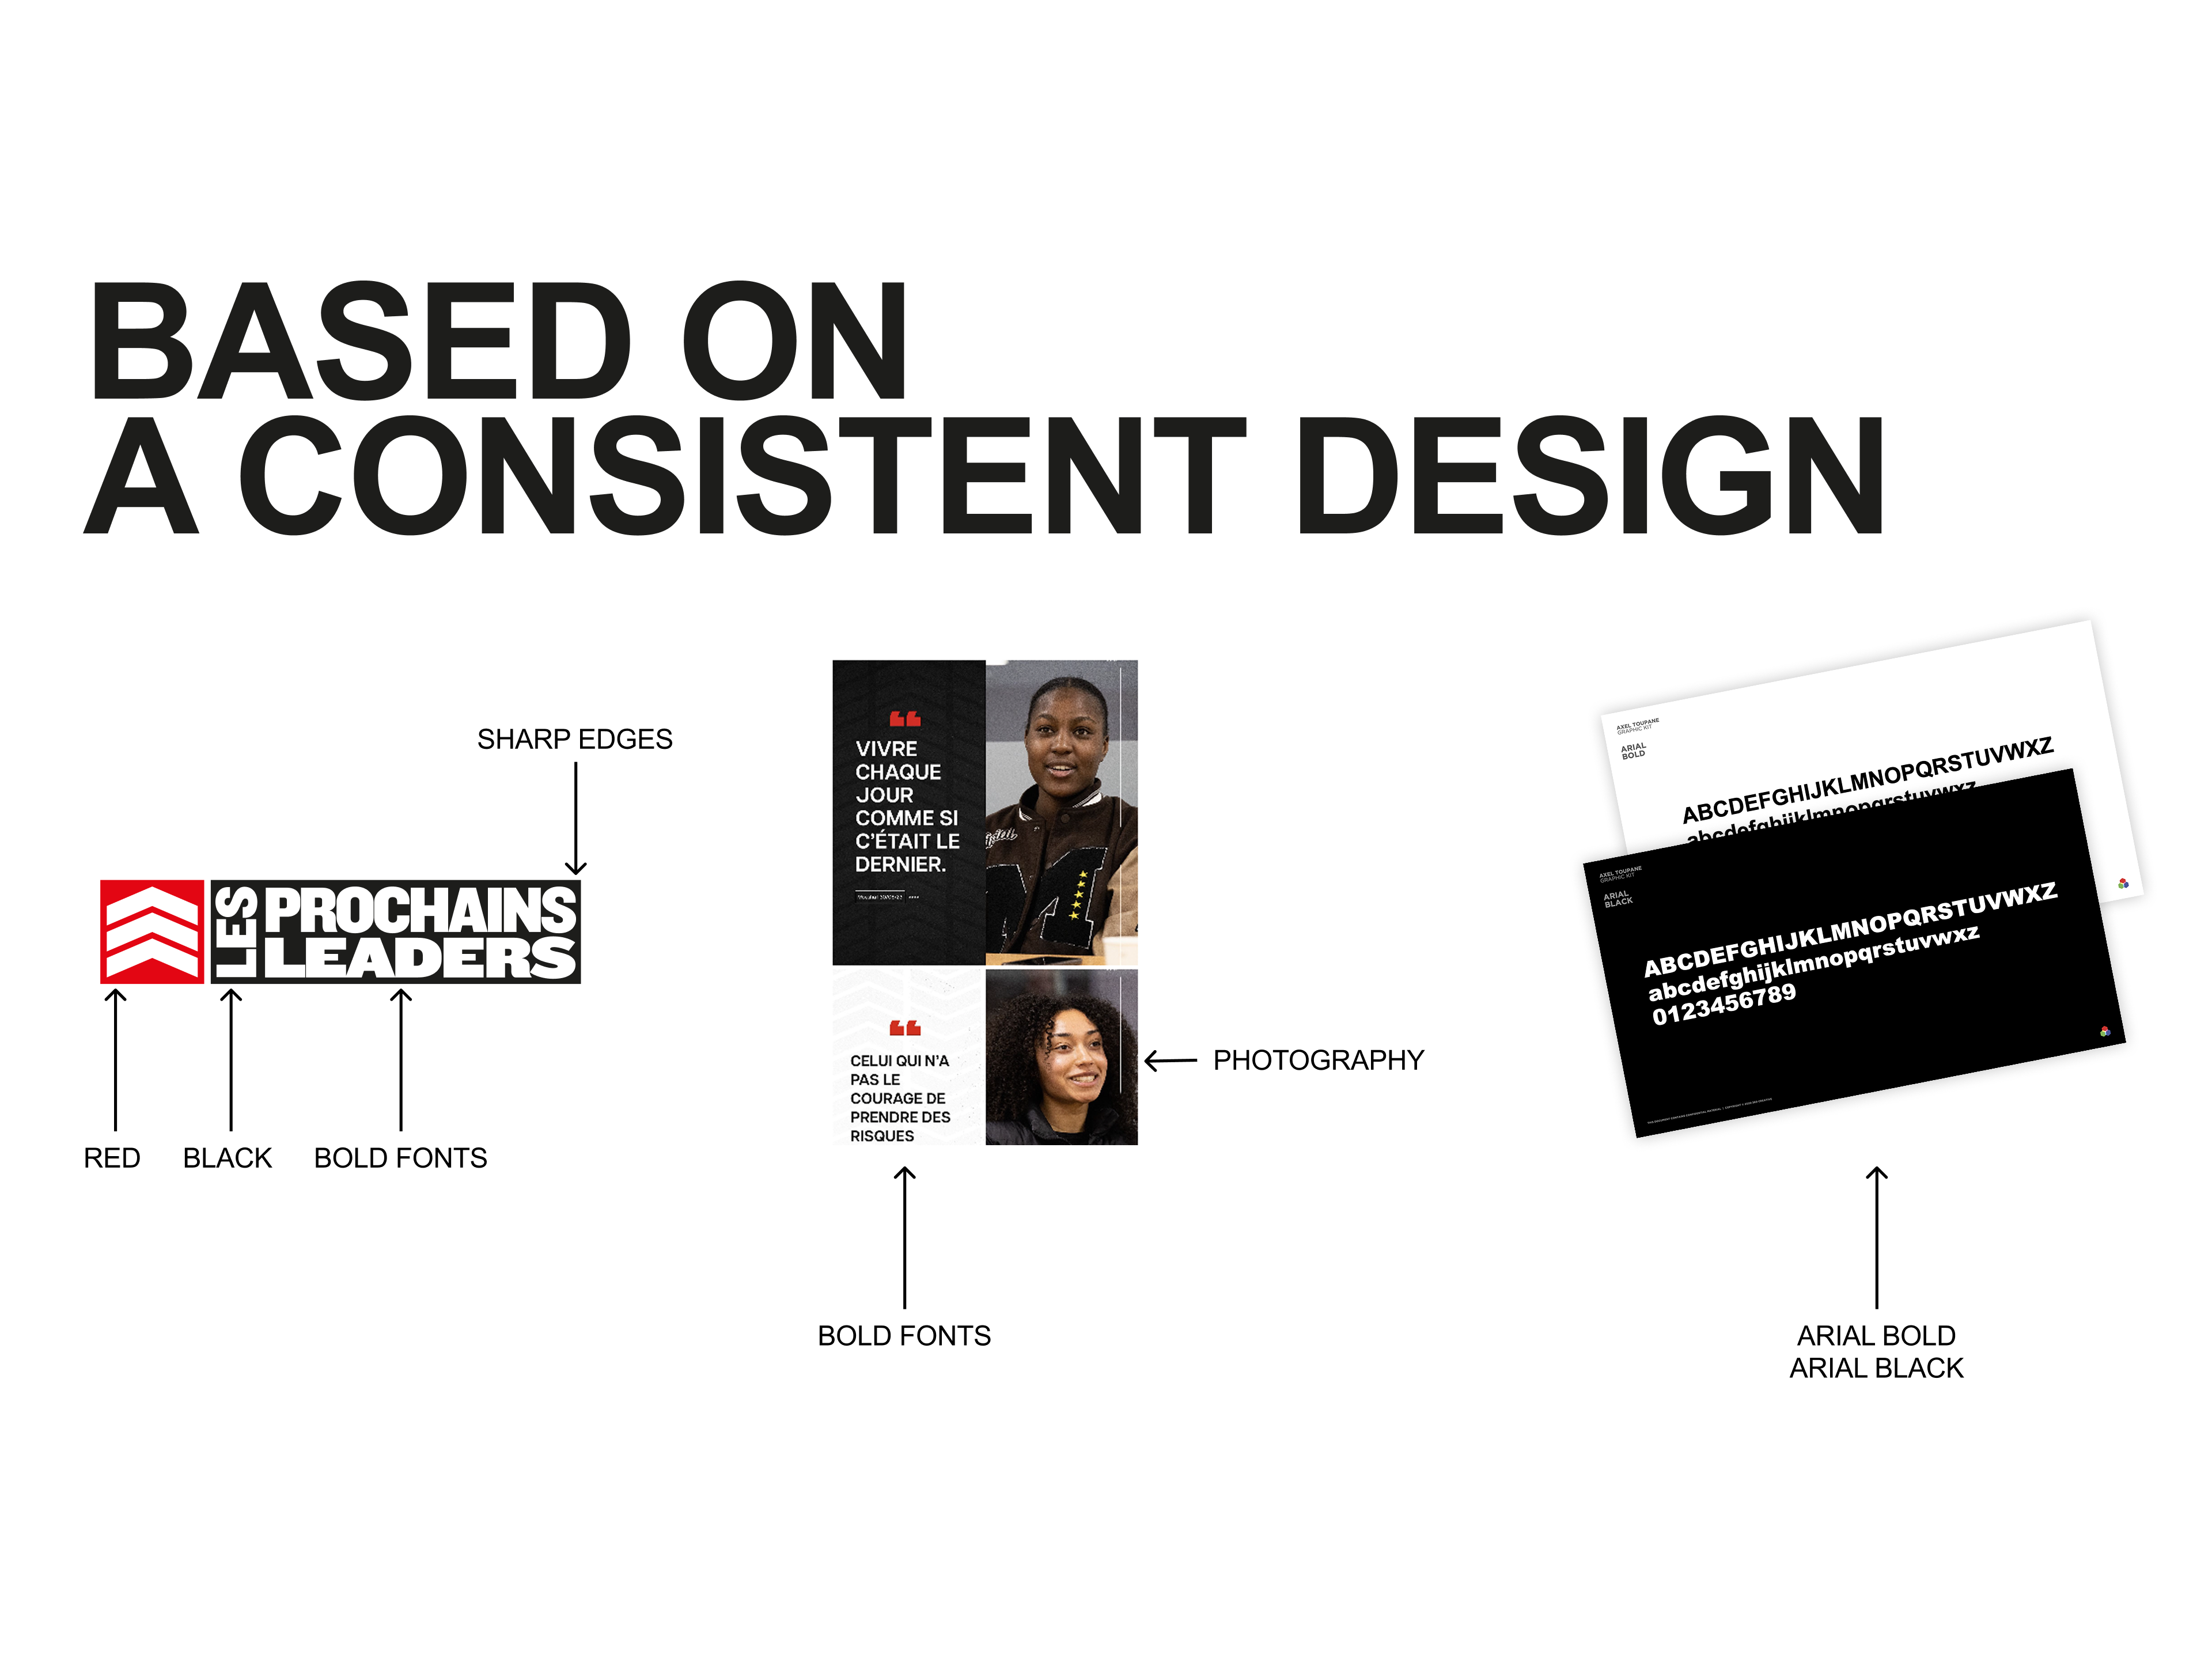 BASED ON
A CONSISTENT DESIGN
SHARP EDGES
LES
PROCHAINS
LEADERS
RED
BLACK
BOLD FONTS
VIVRE
CHAQUE
JOUR
COMME SI
C'ÉTAIT LE
DERNIER.
CELUI QUI N'A
PAS LE
COURAGE DE
PRENDRE DES
RISQUES
PHOTOGRAPHY
BOLD FONTS
AXEL TOUPANE
GRAPHIC KIT
ARIAL
BOLD
ABCDEFGHIJKLMNOPQRSTUVWXZ
abcdefghijklmnopqrstuvwxz
AXEL TOUPANE
GRAPHIC KIT
ARIAL
BLACK
ABCDEFGHIJKLMNOPQRSTUVWXZ
abcdefghijklmnopqrstuvwxz
0123456789
ARIAL BOLD
ARIAL BLACK